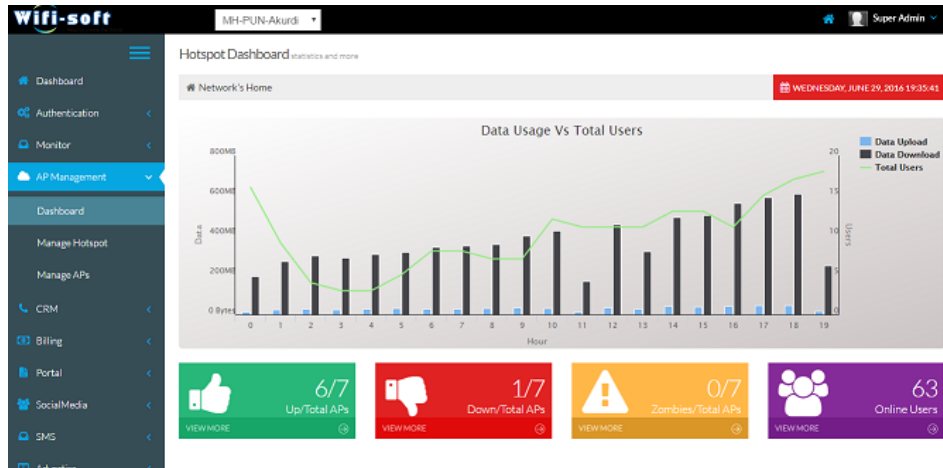 Wifi-soft
MH-PUN-Akurdi
Super Admin
Dashboard
Authentication
Monitor
AP Management
Dashboard
Manage Hotspot
Manage APs
CRM
Billing
Portal
SocialMedia
SMS
Hotspot Dashboard statistics and more
Network's Home
WEDNESDAY, JUNE 29, 2016 19:35:41
Data Usage Vs Total Users
Data Upload
Data Download
Total Users
800MB
600MB
400MB
200MB
0 Bytes
Data
20
15
10
5
0
Users
0 1 2 3 4 5 6 7 8 9 10 11 12 13 14 15 16 17 18 19
Hour
6/7
Up/Total APs
VIEW MORE
1/7
Down/Total APs
VIEW MORE
0/7
Zombies/Total APs
VIEW MORE
63
Online Users
VIEW MORE